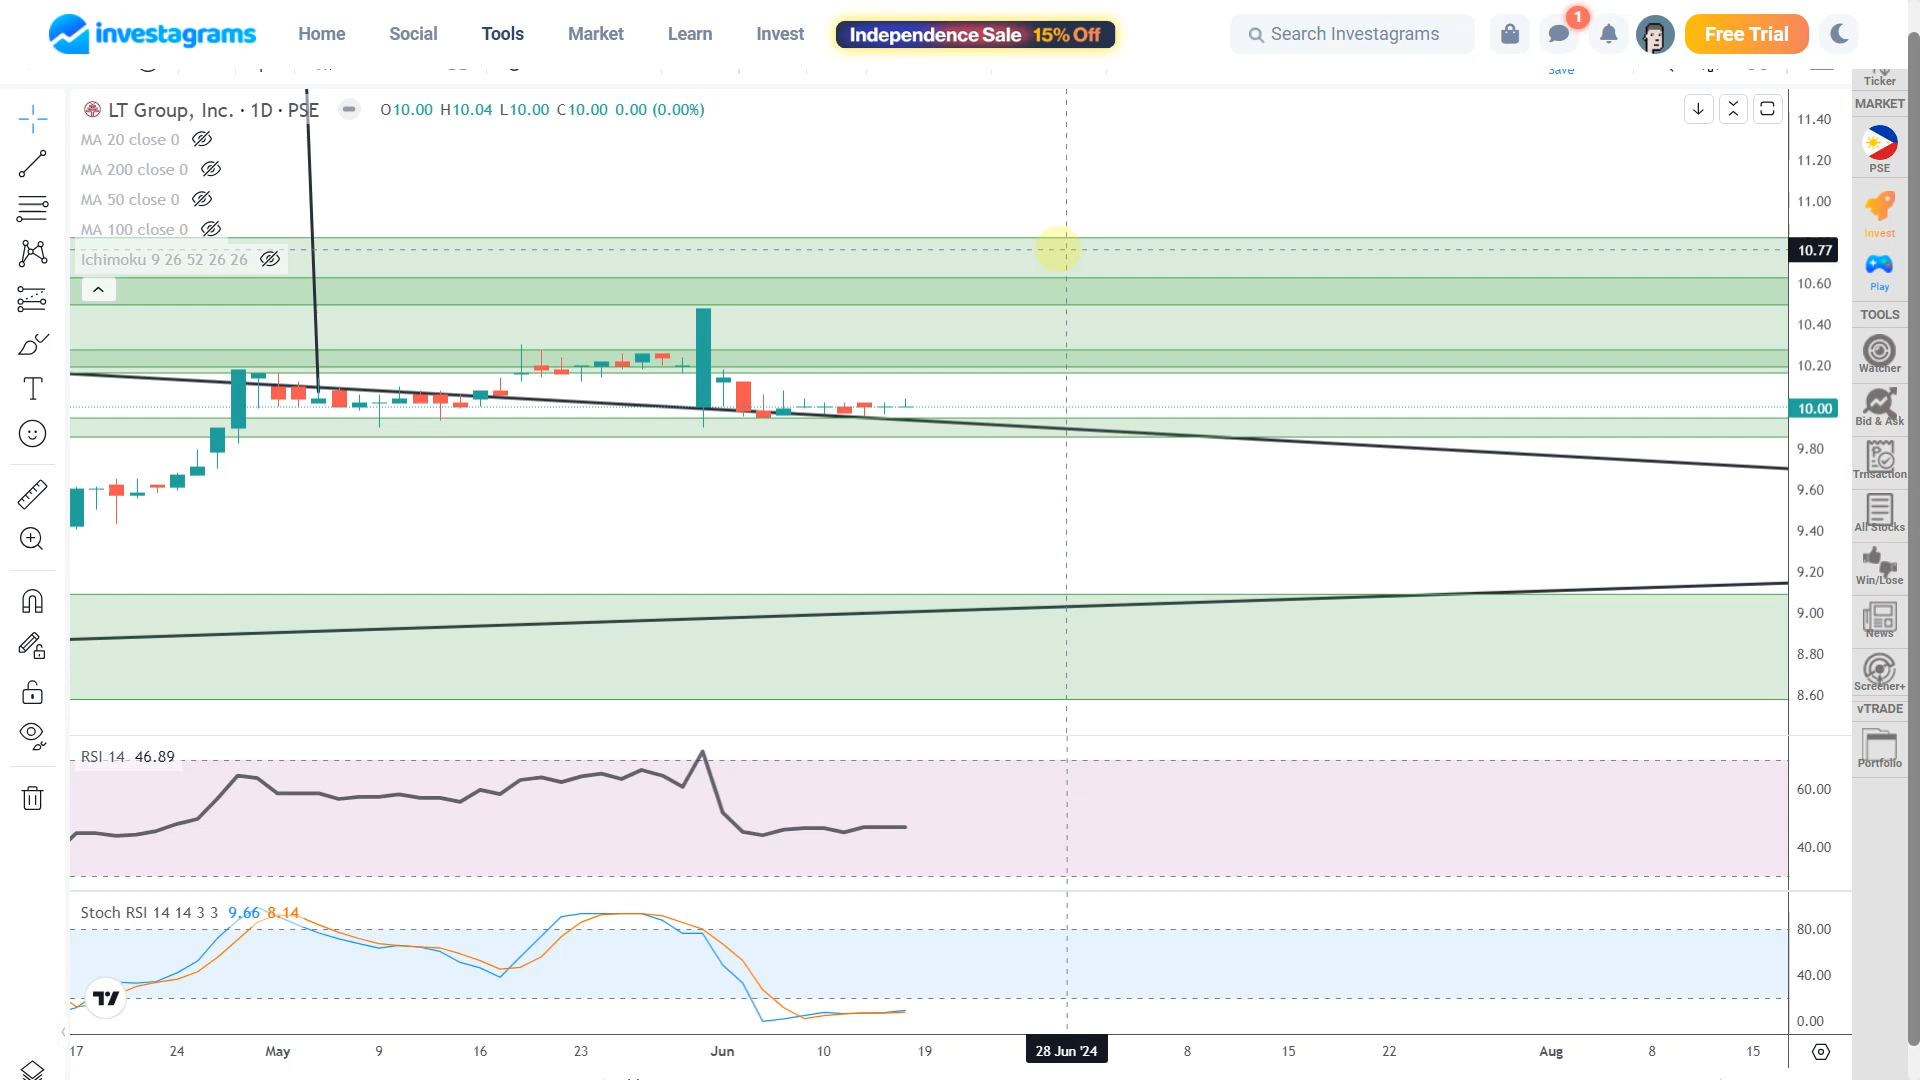 investagrams Home Social Tools Market Learn Invest Independence Sale 15% Off Search Investagrams 1 Free Trial
Save
Ticker
LT Group, Inc. · 1D · PSE O10.00 H10.04 L10.00 C10.00 0.00 (0.00%)
MA 20 close 0
MA 200 close 0
MA 50 close 0
MA 100 close 0
Ichimoku 9 26 52 26 26
11.40
11.20
11.00
10.77
10.60
10.40
10.20
10.00
9.80
9.60
9.40
9.20
9.00
8.80
8.60
RSI 14 46.89
60.00
40.00
Stoch RSI 14 14 3 3 9.66 8.14
80.00
40.00
0.00
17 24 May 9 16 23 Jun 10 19 28 Jun '24 8 15 22 Aug 8 15
MARKET
PSE
Invest
Play
TOOLS
Watcher
Bid & Ask
Trnsaction
All Stocks
Win/Lose
News
Screener+
vTRADE
Portfolio